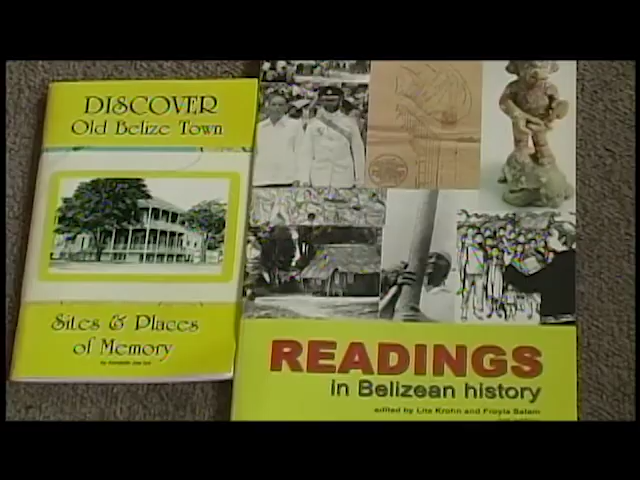 DISCOVER
Old Belize Town
Sites & Places
of Memory
READINGS
in Belizean history
edited by Lita Krohn and Froyla Salam